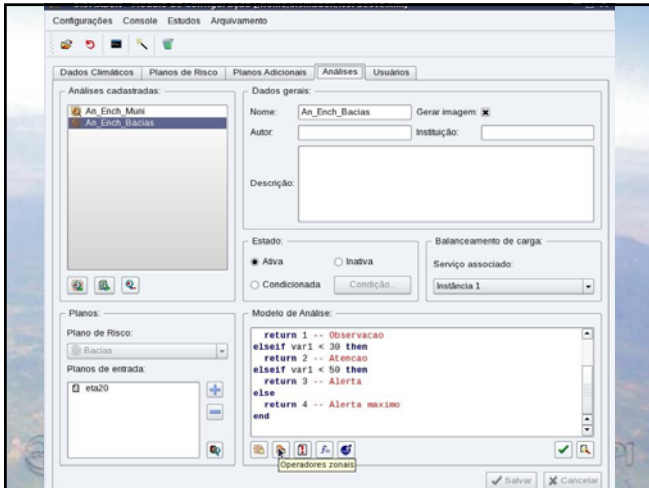 Configurações Console Estudos Arquivamento
Dados Climáticos Planos de Risco Planos Adicionais Análises Usuários
Análises cadastradas:
An_Ench_Muni
An_Ench_Bacias
Dados gerais:
Nome: An_Ench_Bacias Gerar imagem:
Autor: Instituição:
Descrição:
Estado:
Ativa Inativa
Condicionada Condição...
Balanceamento de carga:
Serviço associado:
Instância 1
Planos:
Plano de Risco:
Bacias
Planos de entrada:
eta20
Modelo de Análise:
return 1 -- Observacao
elseif var1 < 30 then
return 2 -- Atencao
elseif var1 < 50 then
return 3 -- Alerta
else
return 4 -- Alerta maximo
end
Operadores zonais
Salvar Cancelar